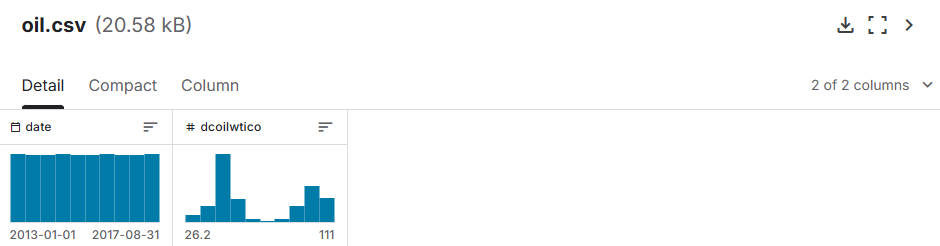 oil.csv (20.58 kB)
Detail Compact Column 2 of 2 columns
date # dcoilwtico
2013-01-01 2017-08-31 26.2 111